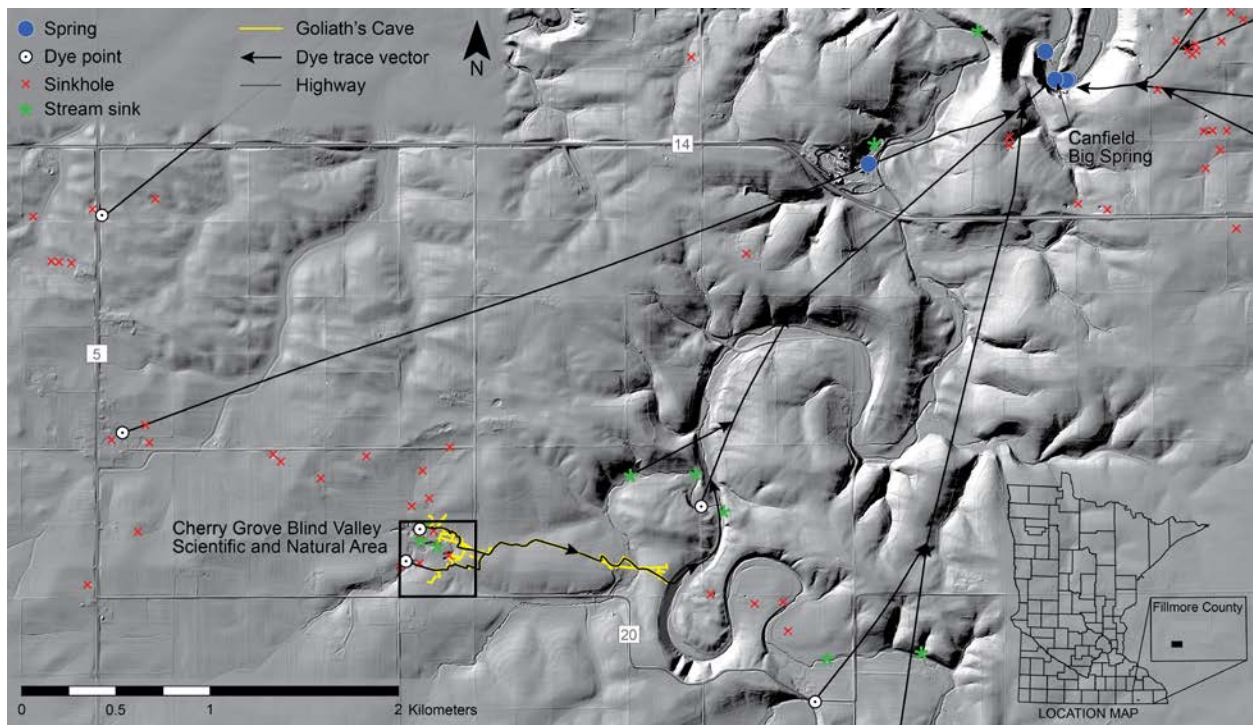 Spring
Dye point
Sinkhole
Stream sink
Goliath's Cave
Dye trace vector
Highway
N
14
Canfield
Big Spring
5
Cherry Grove Blind Valley
Scientific and Natural Area
20
Fillmore County
0 0.5 1 2 Kilometers
LOCATION MAP